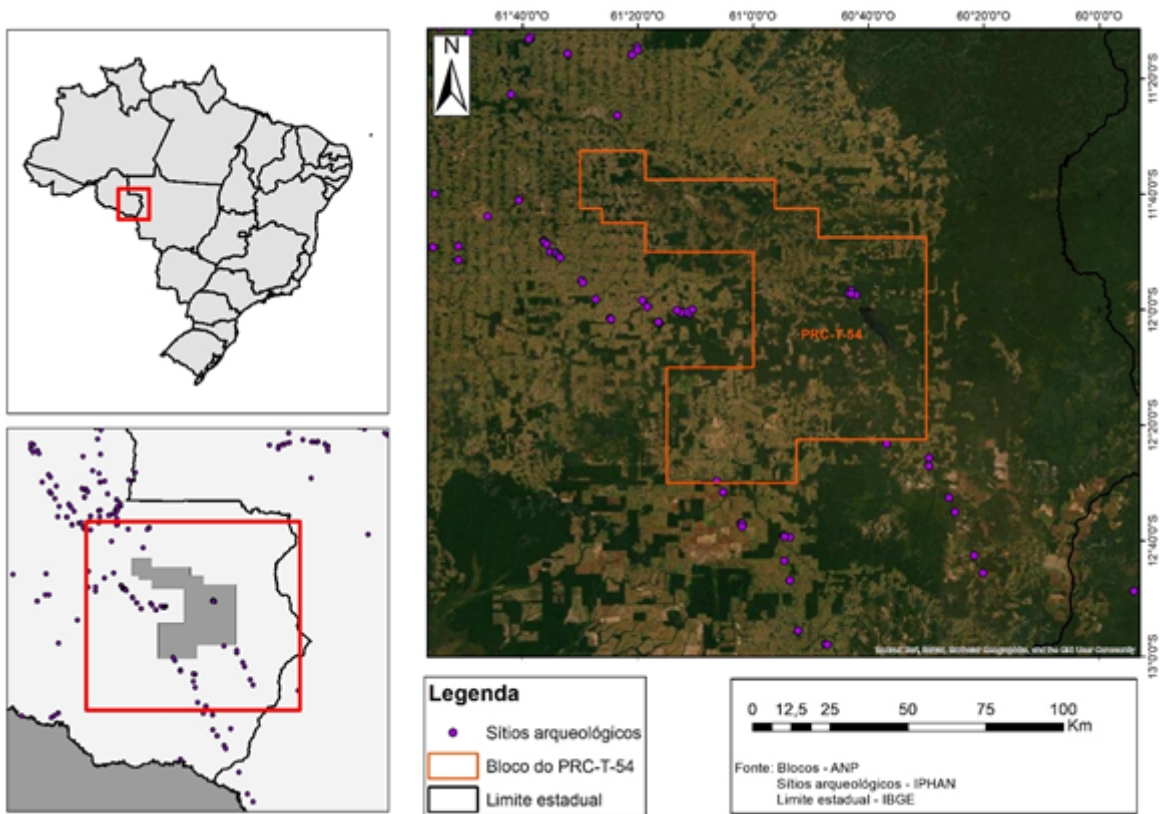 61°40'0"O 61°20'0"O 61°0'0"O 60°40'0"O 60°20'0"O 60°0'0"O
N
11°20'0"S
11°40'0"S
12°0'0"S
PRC-T-54
12°20'0"S
12°40'0"S
13°0'0"S
Legenda
Sítios arqueológicos
Bloco do PRC-T-54
Limite estadual
0 12,5 25 50 75 100
Km
Fonte: Blocos - ANP
Sítios arqueológicos - IPHAN
Limite estadual - IBGE